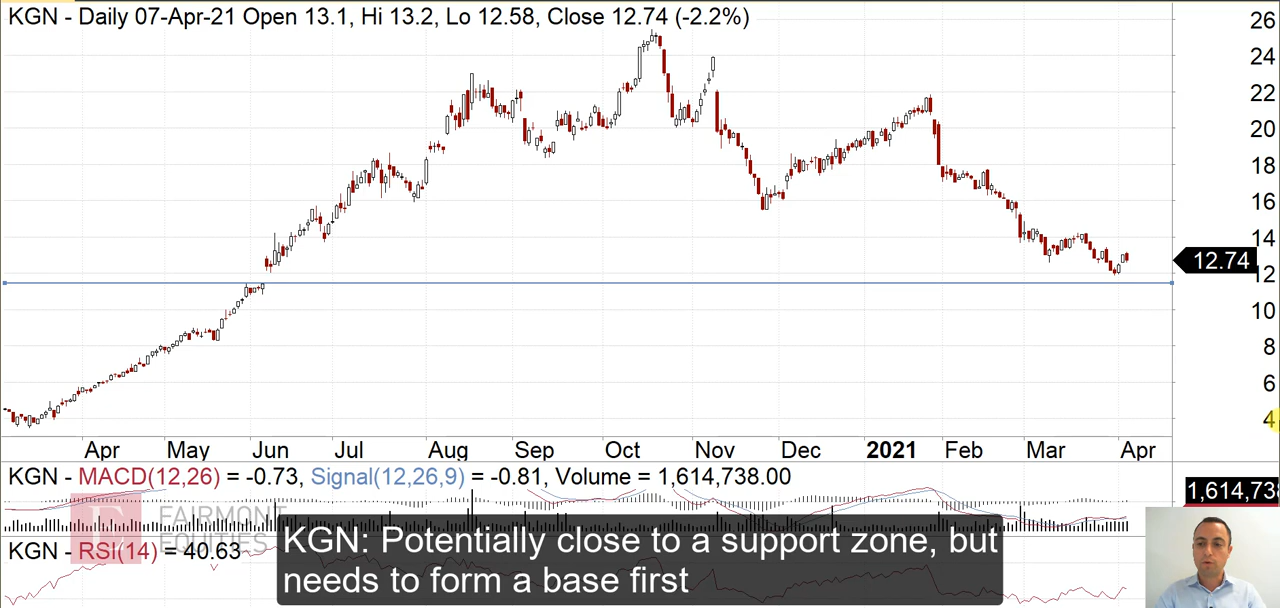 KGN - Daily 07-Apr-21 Open 13.1, Hi 13.2, Lo 12.58, Close 12.74 (-2.2%)
26
24
22
20
18
16
14
12.74
12
10
8
6
4
Apr May Jun Jul Aug Sep Oct Nov Dec 2021 Feb Mar Apr
KGN - MACD(12,26) = -0.73, Signal(12,26,9) = -0.81, Volume = 1,614,738.00
1,614,738
FAIRMONT
EQUITIES
KGN - RSI(14) = 40.63
KGN: Potentially close to a support zone, but
needs to form a base first